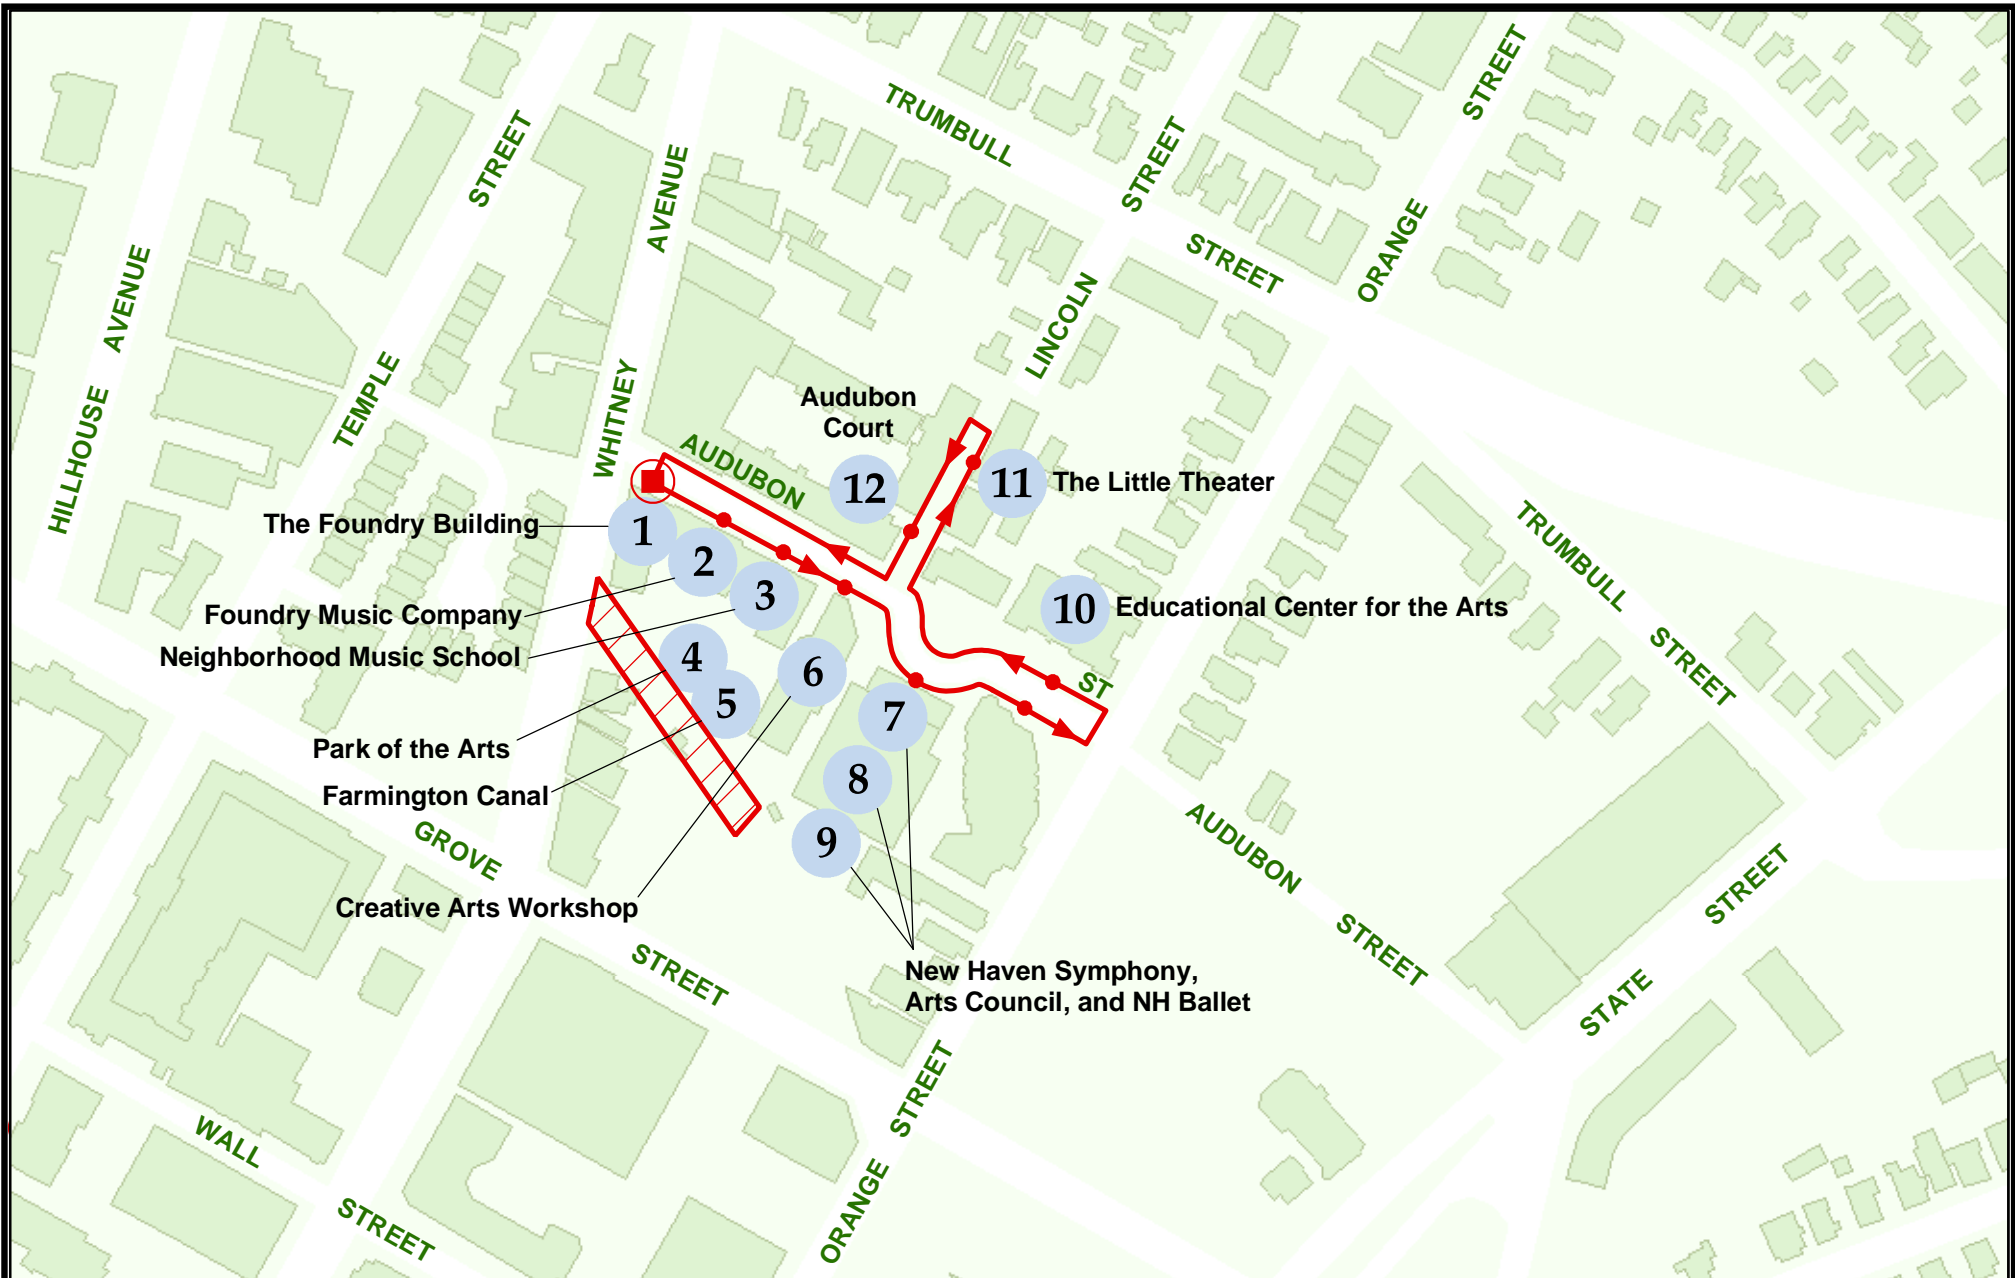 TRUMBULL
STREET
HILLHOUSE AVENUE
TEMPLE STREET
WHITNEY AVENUE
LINCOLN STREET
ORANGE STREET
AUDUBON
ST
Audubon
Court
12
11
The Little Theater
The Foundry Building
1
2
3
Foundry Music Company
Neighborhood Music School
10
Educational Center for the Arts
4
5
6
7
8
9
Park of the Arts
Farmington Canal
Creative Arts Workshop
New Haven Symphony,
Arts Council, and NH Ballet
TRUMBULL STREET
AUDUBON STREET
STATE STREET
GROVE STREET
WALL STREET
ORANGE STREET